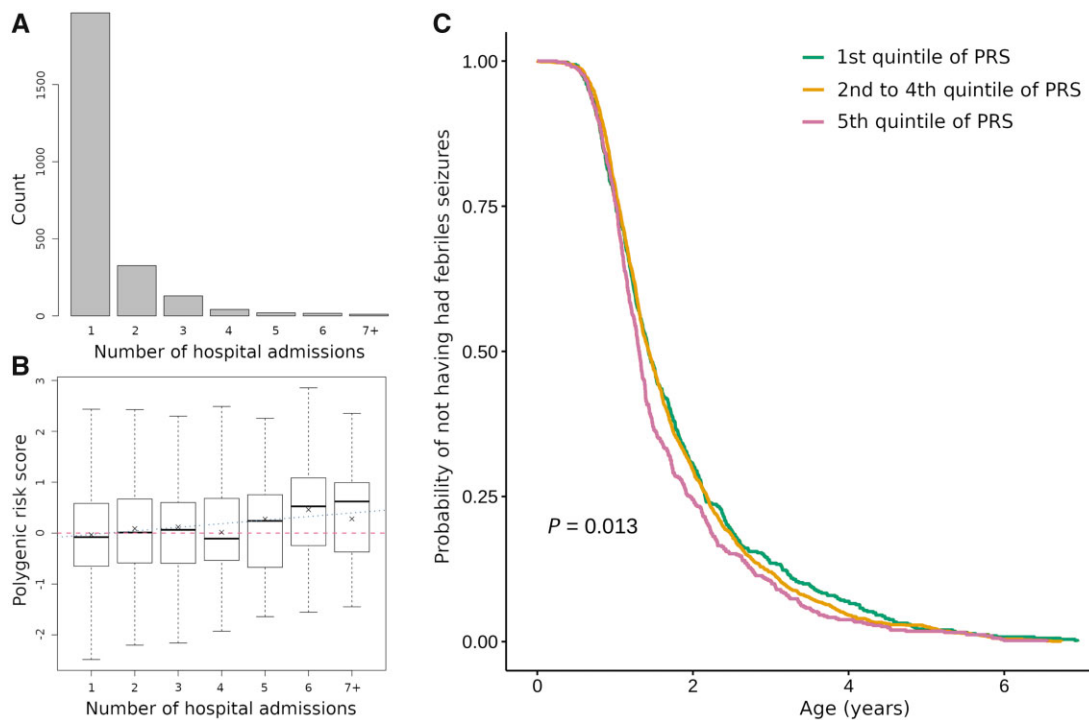 A
Count
1500
1000
500
0
1 2 3 4 5 6 7+
Number of hospital admissions
B
Polygenic risk score
3
2
1
0
-1
-2
1 2 3 4 5 6 7+
Number of hospital admissions
C
Probability of not having had febriles seizures
1.00
0.75
0.50
0.25
0.00
1st quintile of PRS
2nd to 4th quintile of PRS
5th quintile of PRS
P = 0.013
0 2 4 6
Age (years)